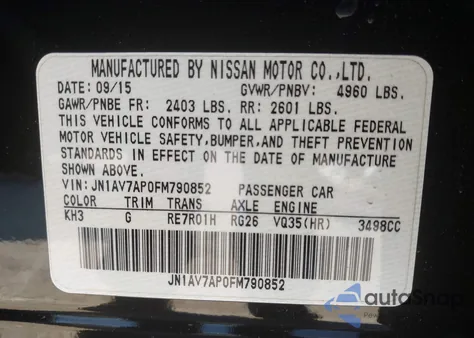 MANUFACTURED BY NISSAN MOTOR CO.,LTD.
DATE: 09/15 GVWR/PNBV: 4960 LBS.
GAWR/PNBE FR: 2403 LBS. RR: 2601 LBS.
THIS VEHICLE CONFORMS TO ALL APPLICABLE FEDERAL
MOTOR VEHICLE SAFETY,BUMPER,AND THEFT PREVENTION
STANDARDS IN EFFECT ON THE DATE OF MANUFACTURE
SHOWN ABOVE.
VIN: JN1AV7AP0FM790852 PASSENGER CAR
COLOR TRIM TRANS AXLE ENGINE
KH3 G RE7R01H RG26 VQ35(HR) 3498CC
JN1AV7AP0FM790852
autoSnap